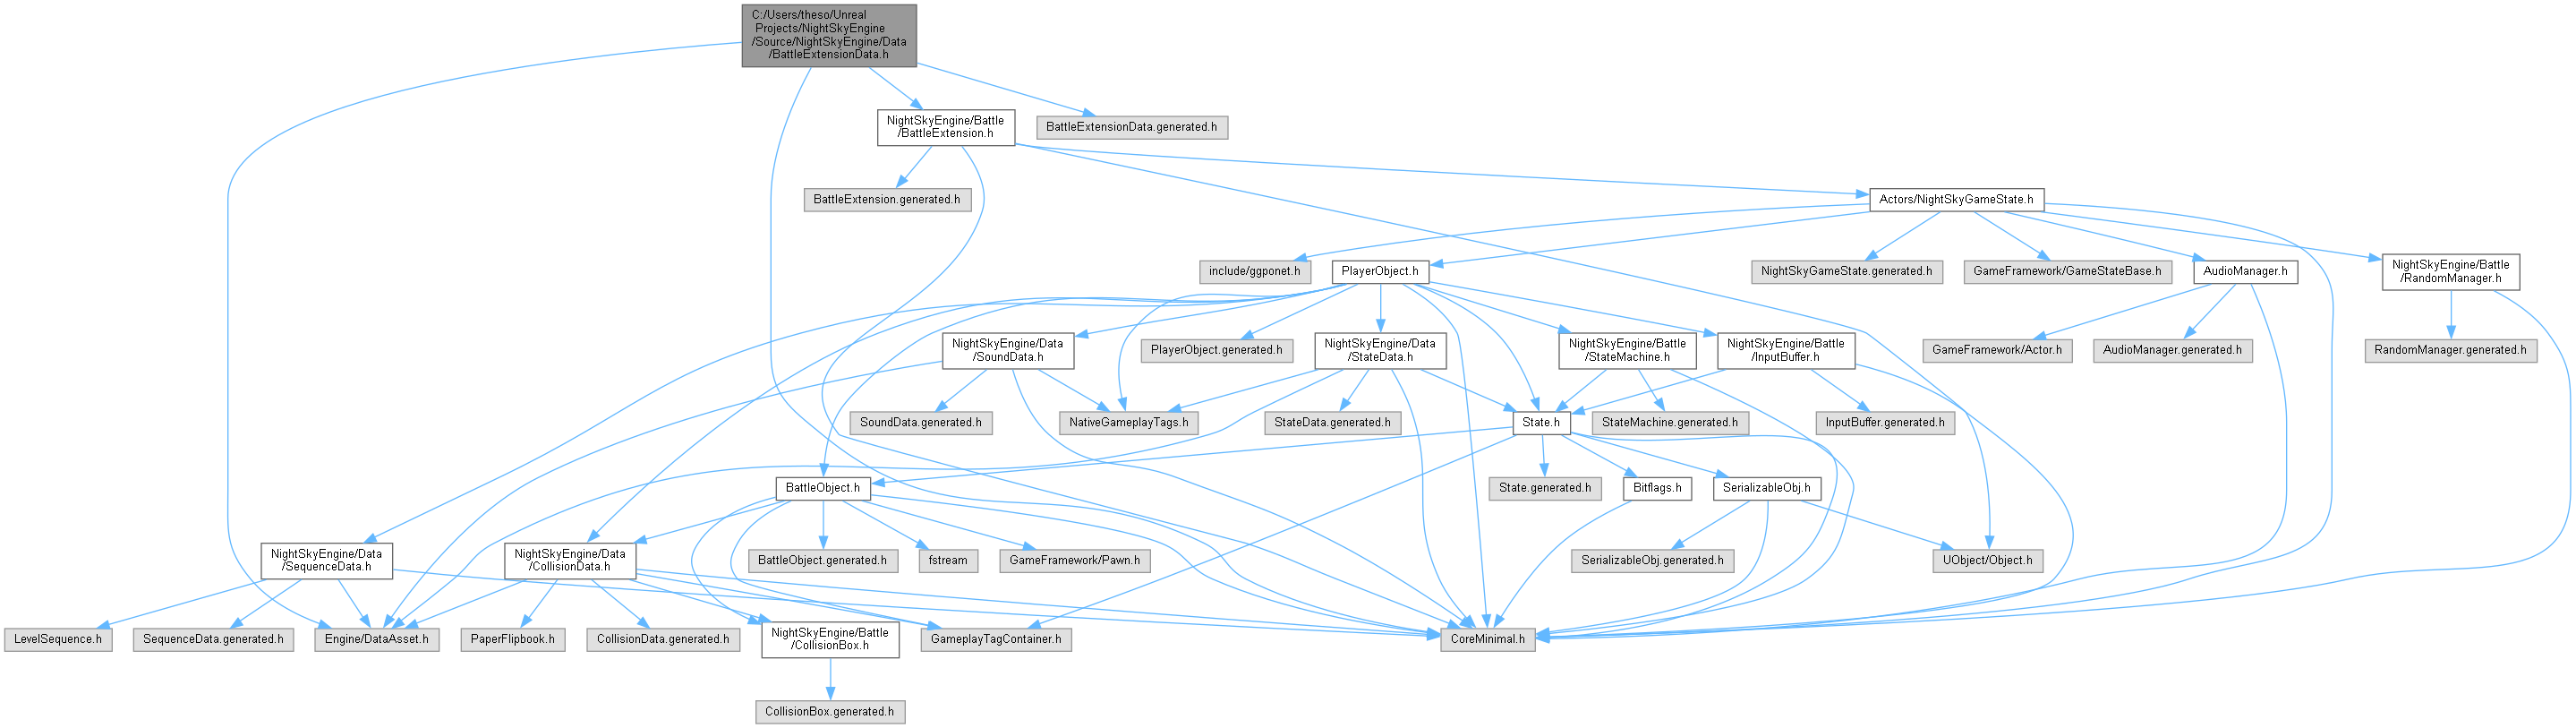 C:/Users/theso/Unreal
Projects/NightSkyEngine
/Source/NightSkyEngine/Data
/BattleExtensionData.h
NightSkyEngine/Battle
/BattleExtension.h
BattleExtensionData.generated.h
BattleExtension.generated.h
Actors/NightSkyGameState.h
include/ggponet.h
PlayerObject.h
NightSkyGameState.generated.h
GameFramework/GameStateBase.h
AudioManager.h
NightSkyEngine/Battle
/RandomManager.h
NightSkyEngine/Data
/SoundData.h
PlayerObject.generated.h
NightSkyEngine/Data
/StateData.h
NightSkyEngine/Battle
/StateMachine.h
NightSkyEngine/Battle
/InputBuffer.h
GameFramework/Actor.h
AudioManager.generated.h
RandomManager.generated.h
SoundData.generated.h
NativeGameplayTags.h
StateData.generated.h
State.h
StateMachine.generated.h
InputBuffer.generated.h
BattleObject.h
State.generated.h
Bitflags.h
SerializableObj.h
NightSkyEngine/Data
/SequenceData.h
NightSkyEngine/Data
/CollisionData.h
BattleObject.generated.h
fstream
GameFramework/Pawn.h
SerializableObj.generated.h
UObject/Object.h
LevelSequence.h
SequenceData.generated.h
Engine/DataAsset.h
PaperFlipbook.h
CollisionData.generated.h
NightSkyEngine/Battle
/CollisionBox.h
GameplayTagContainer.h
CoreMinimal.h
CollisionBox.generated.h